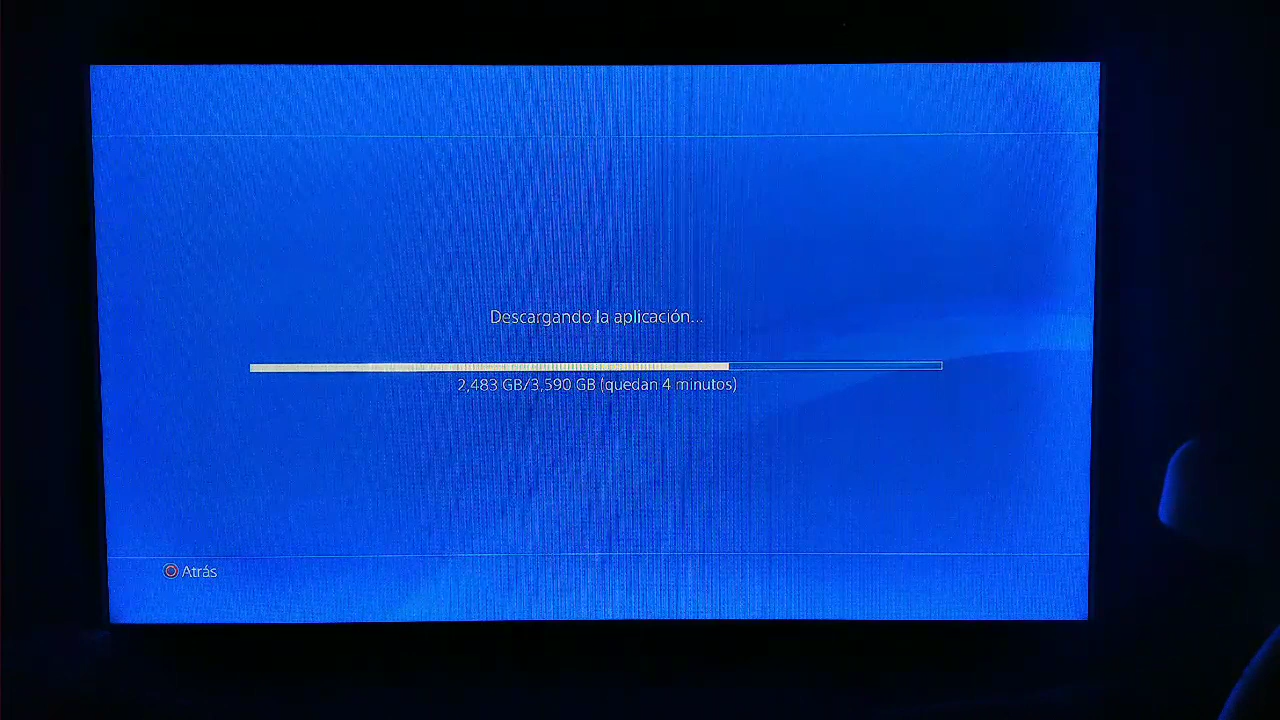 Descargando la aplicación...
2,483 GB/3,590 GB (quedan 4 minutos)
Atrás